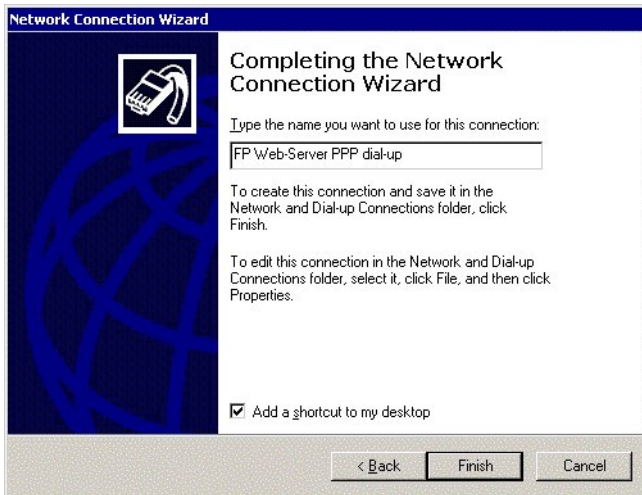 Network Connection Wizard
Completing the Network
Connection Wizard
Type the name you want to use for this connection:
FP Web-Server PPP dial-up
To create this connection and save it in the
Network and Dial-up Connections folder, click
Finish.
To edit this connection in the Network and Dial-up
Connections folder, select it, click File, and then click
Properties.
Add a shortcut to my desktop
< Back
Finish
Cancel